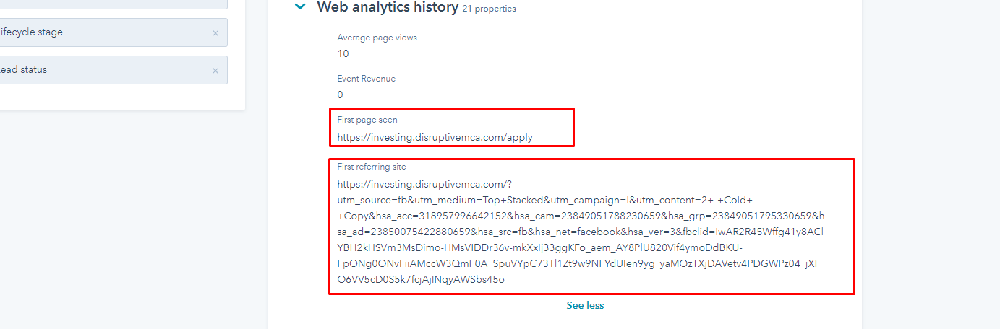 Web analytics history 21 properties
ifecycle stage
Average page views
10
ead status
Event Revenue
0
First page seen
https://investing.disruptivemca.com/apply
First referring site
https://investing.disruptivemca.com/?
utm_source=fb&utm_medium=Top+Stacked&utm_campaign=I&utm_content=2+-+Cold+-
+Copy&hsa_acc=318957996642152&hsa_cam=23849051788230659&hsa_grp=23849051795330659&h
sa_ad=23850075422880659&hsa_src=fb&hsa_net=facebook&hsa_ver=3&fbclid=IwAR2R45Wffg41y8ACl
YBH2kHSVm3MsDimo-HMsVIDDr36v-mkXxIj33ggKFo_aem_AY8PlU820Vif4ymoDdBKU-
FpONg0ONvFiiAMccW3QmF0A_SpuVYpC73Tl1Zt9w9NFYdUIen9yg_yaMOzTXjDAVetv4PDGWPz04_jXF
O6VV5cD0S5k7fcjAjINqyAWSbs45o
See less